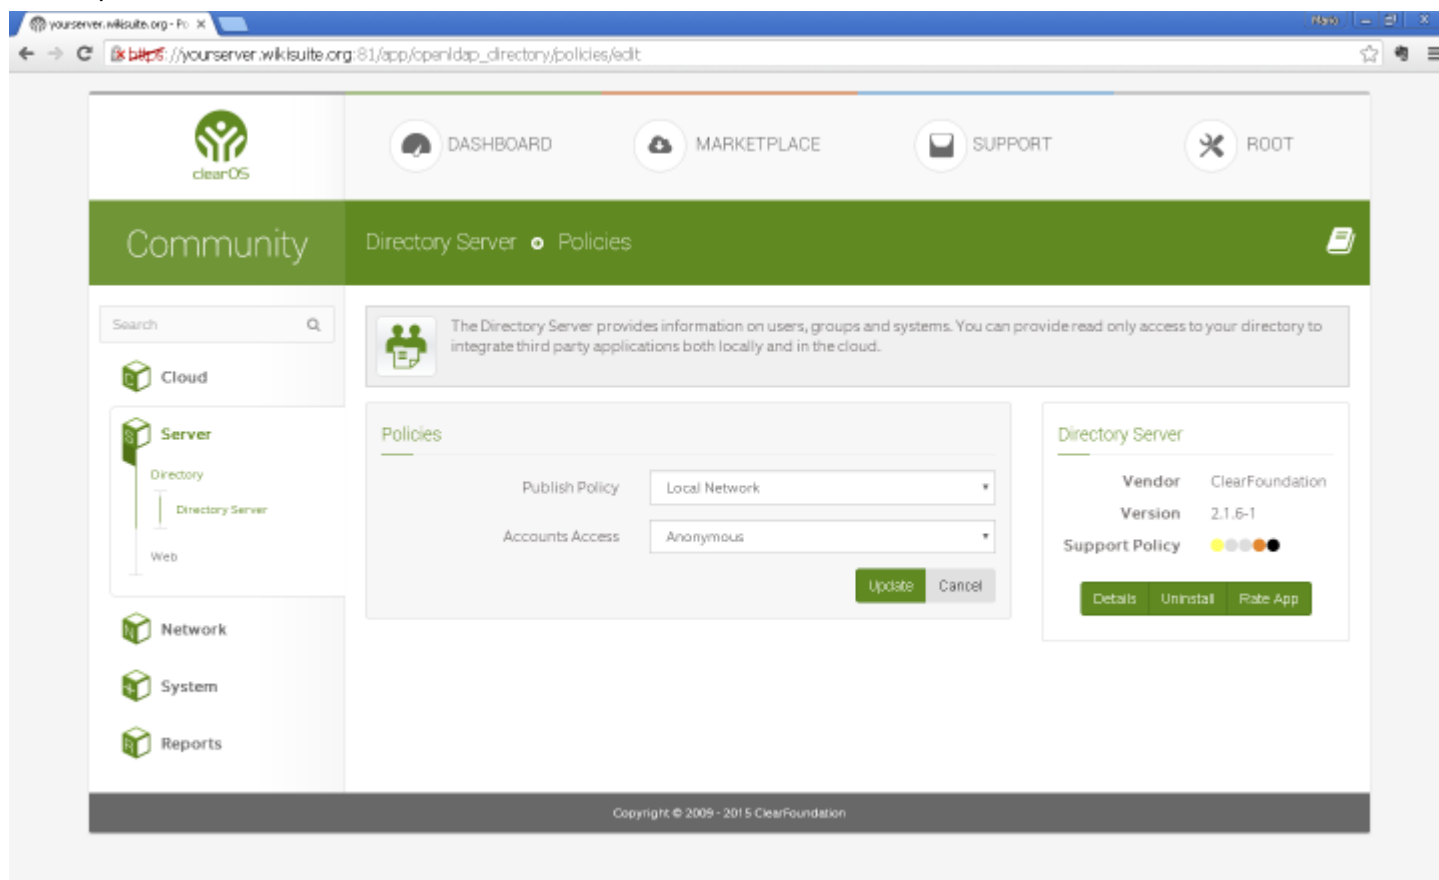 yourserver.wikisuite.org - Po
Mario
https://yourserver.wikisuite.org:81/app/openldap_directory/policies/edit
clearOS
DASHBOARD
MARKETPLACE
SUPPORT
ROOT
Community
Directory Server
Policies
Search
The Directory Server provides information on users, groups and systems. You can provide read only access to your directory to
integrate third party applications both locally and in the cloud.
Cloud
Server
Directory
Directory Server
Web
Network
System
Reports
Policies
Publish Policy
Local Network
Accounts Access
Anonymous
Update
Cancel
Directory Server
Vendor
ClearFoundation
Version
2.1.6-1
Support Policy
Details
Uninstall
Rate App
Copyright © 2009 - 2015 ClearFoundation